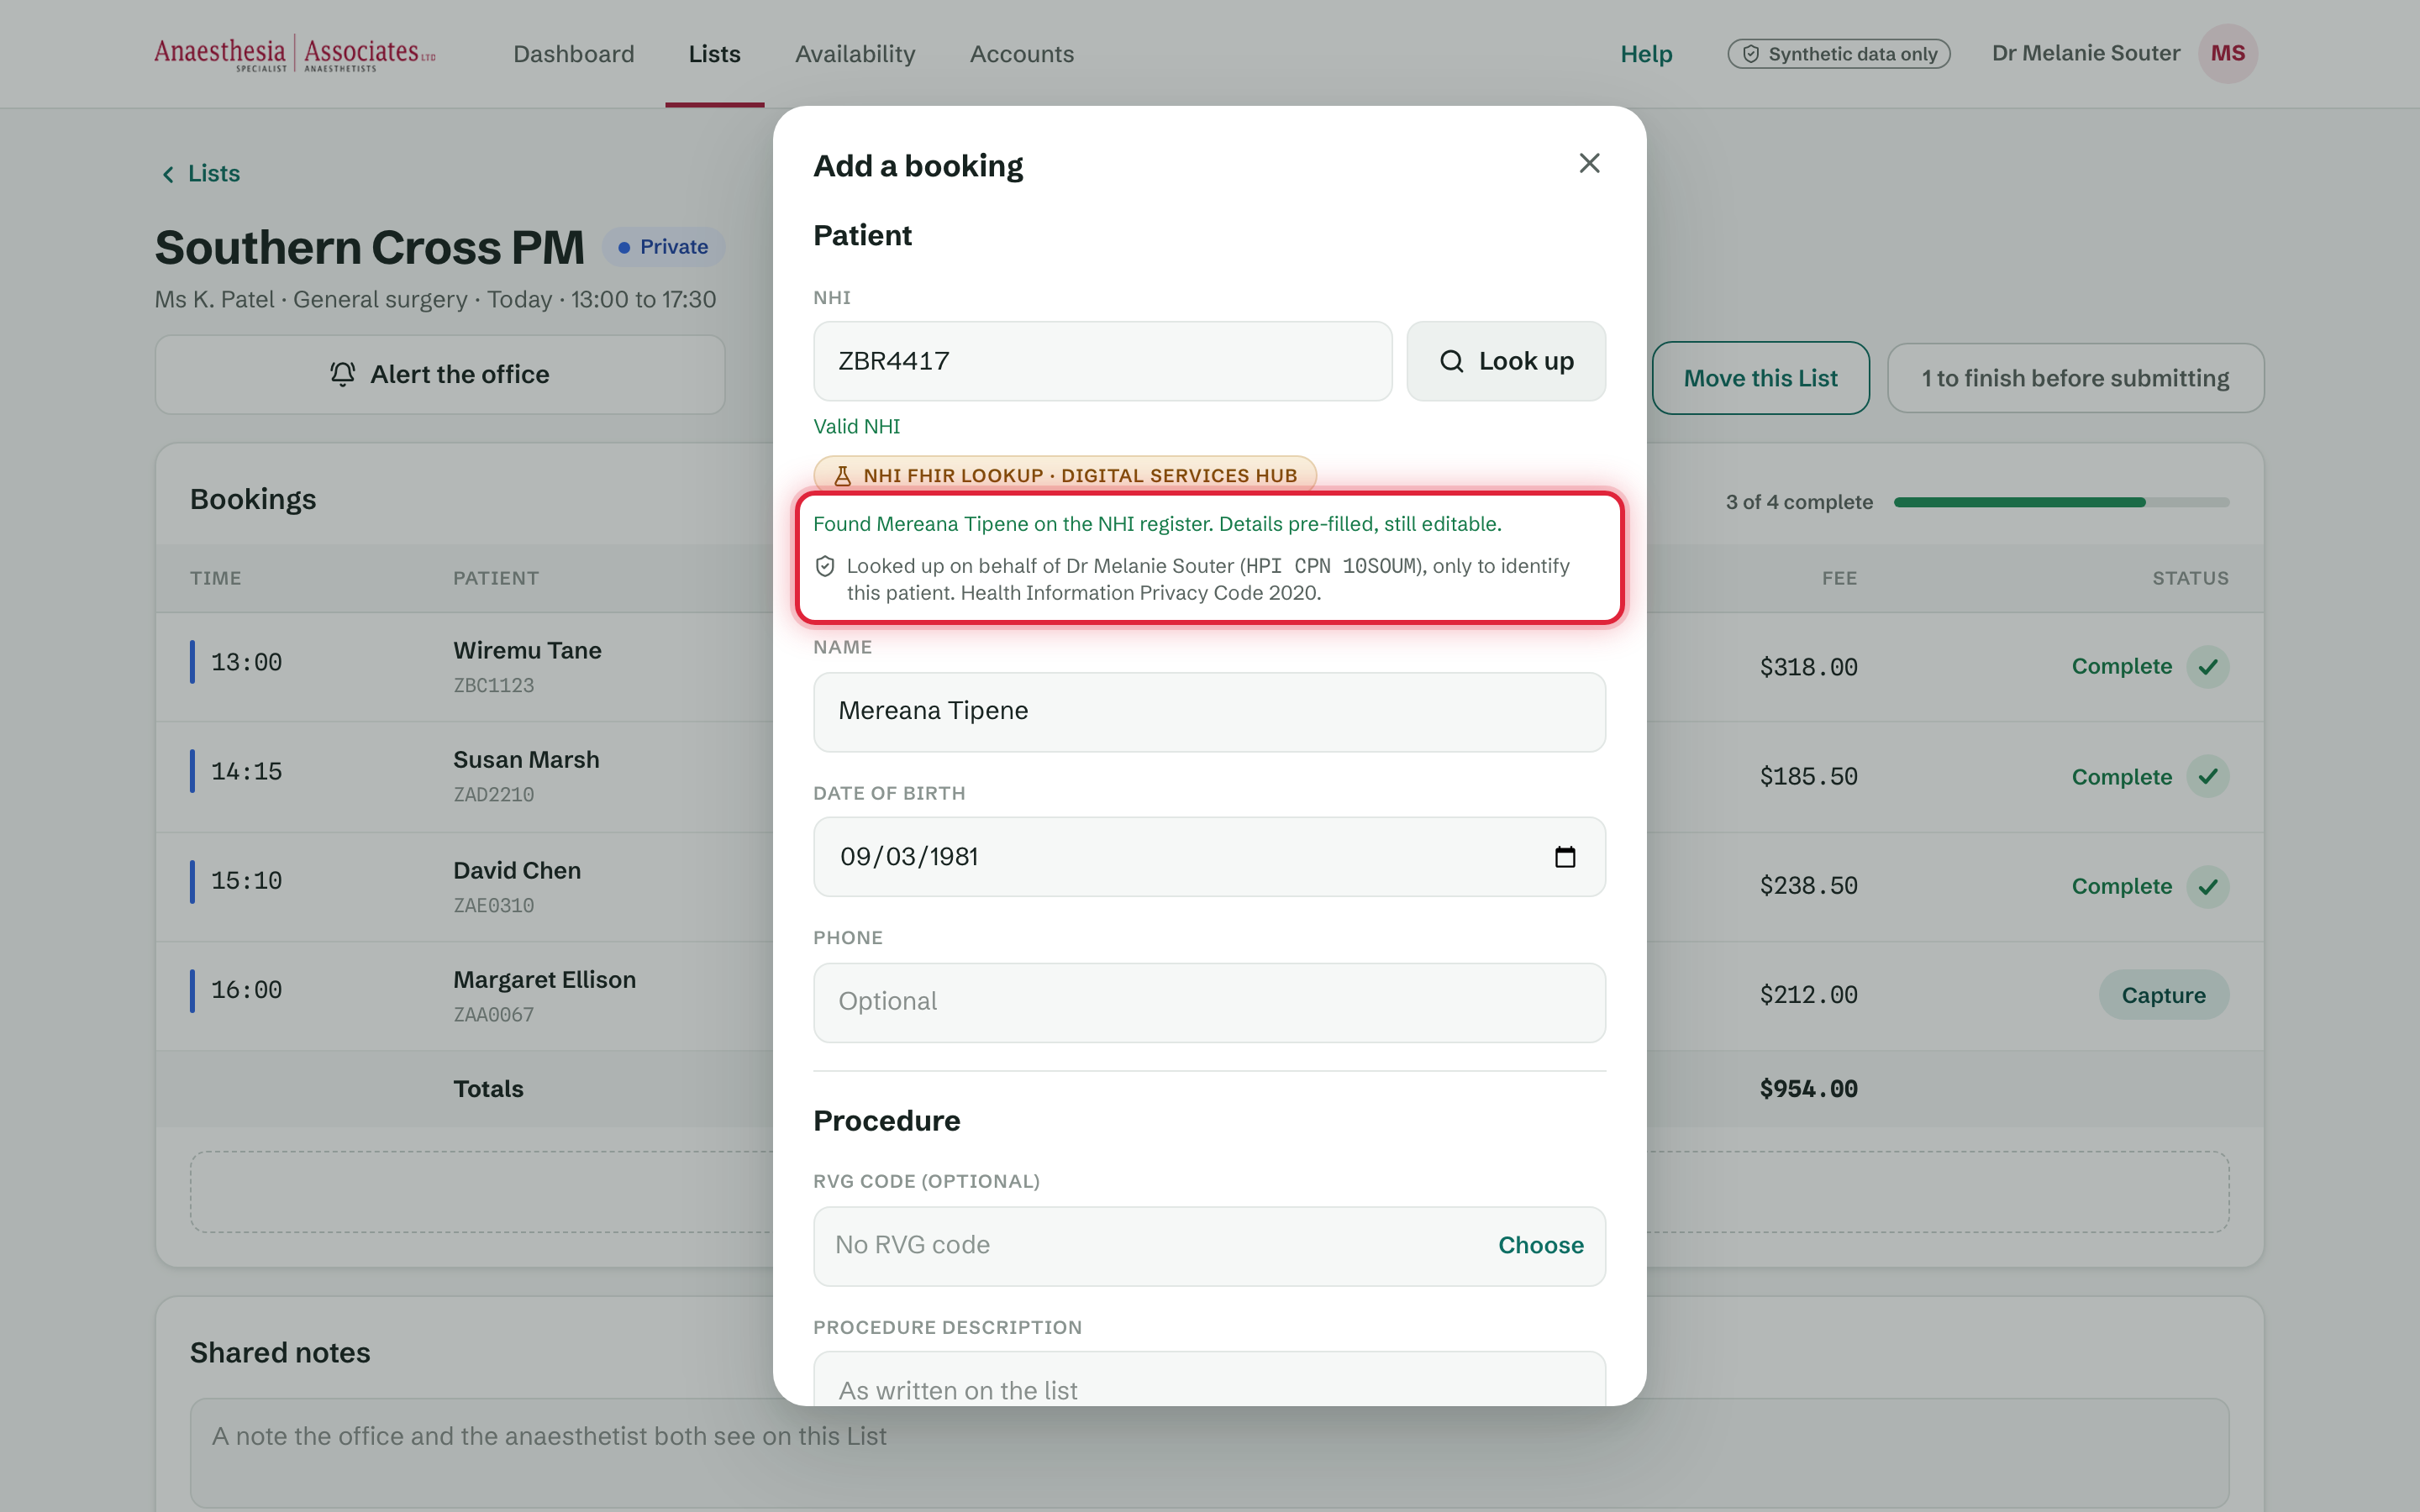 Anaesthesia Associates LTD
SPECIALIST ANAESTHETISTS
Dashboard
Lists
Availability
Accounts
Help
Synthetic data only
Dr Melanie Souter
MS
Lists
Southern Cross PM
Private
Ms K. Patel · General surgery · Today · 13:00 to 17:30
Alert the office
Move this List
1 to finish before submitting
Bookings
3 of 4 complete
TIME
PATIENT
FEE
STATUS
13:00
Wiremu Tane
ZBC1123
$318.00
Complete
14:15
Susan Marsh
ZAD2210
$185.50
Complete
15:10
David Chen
ZAE0310
$238.50
Complete
16:00
Margaret Ellison
ZAA0067
$212.00
Capture
Totals
$954.00
Shared notes
A note the office and the anaesthetist both see on this List
Add a booking
Patient
NHI
ZBR4417
Look up
Valid NHI
NHI FHIR LOOKUP · DIGITAL SERVICES HUB
Found Mereana Tipene on the NHI register. Details pre-filled, still editable.
Looked up on behalf of Dr Melanie Souter (HPI CPN 10SOUM), only to identify
this patient. Health Information Privacy Code 2020.
NAME
Mereana Tipene
DATE OF BIRTH
09/03/1981
PHONE
Optional
Procedure
RVG CODE (OPTIONAL)
No RVG code
Choose
PROCEDURE DESCRIPTION
As written on the list